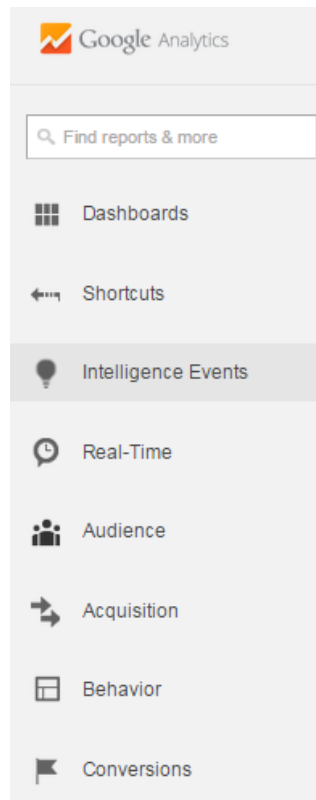 Google Analytics
Find reports & more
Dashboards
Shortcuts
Intelligence Events
Real-Time
Audience
Acquisition
Behavior
Conversions